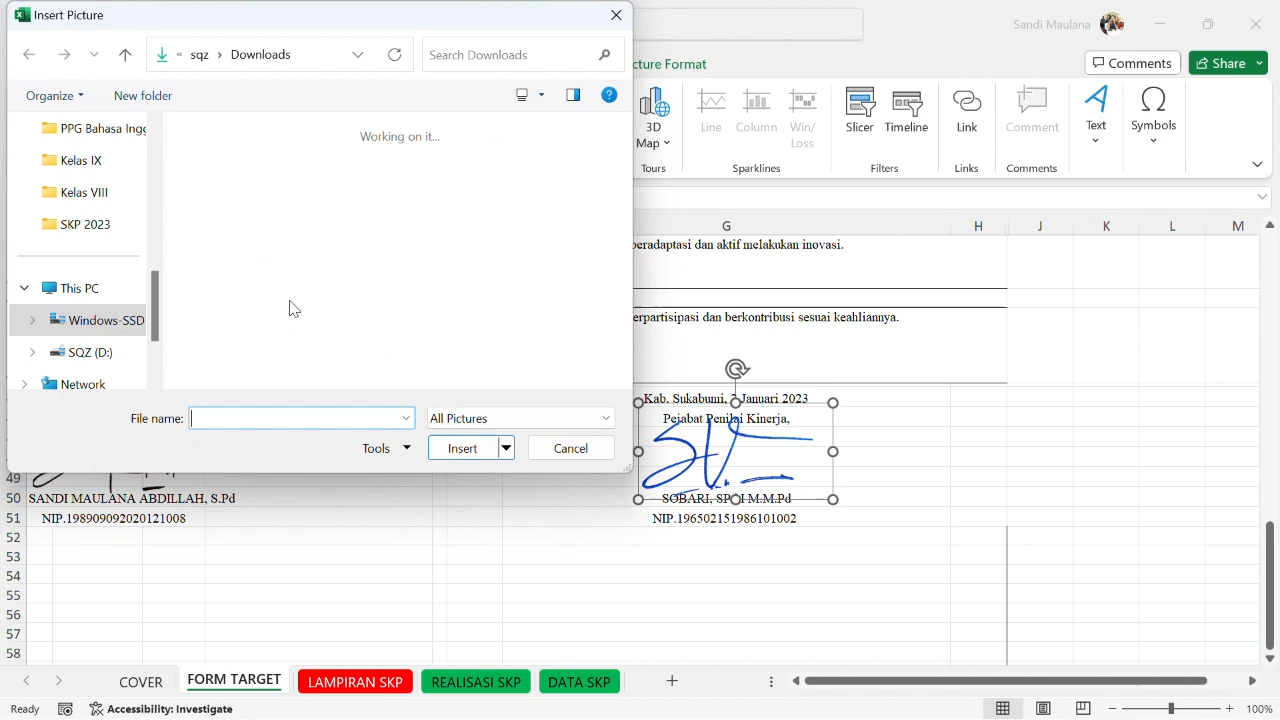 Insert Picture
Sandi Maulana
« sqz › Downloads
Search Downloads
cture Format
Comments
Share
Organize
New folder
PPG Bahasa Ingg
Working on it...
Kelas IX
Kelas VIII
SKP 2023
This PC
Windows-SSD
SQZ (D:)
Network
3D
Map
Line
Column
Win/
Loss
Slicer
Timeline
Link
Comment
Text
Symbols
Tours
Sparklines
Filters
Links
Comments
G
H
J
K
L
M
beradaptasi dan aktif melakukan inovasi.
erpartisipasi dan berkontribusi sesuai keahliannya.
File name:
All Pictures
Tools
Insert
Cancel
Kab. Sukabumi, 2 Januari 2023
Pejabat Penilai Kinerja,
49
50 SANDI MAULANA ABDILLAH, S.Pd
SOBARI, SPd I M.M.Pd
51 NIP.198909092020121008
NIP.196502151986101002
52
53
54
55
56
57
58
COVER
FORM TARGET
LAMPIRAN SKP
REALISASI SKP
DATA SKP
Ready
Accessibility: Investigate
100%